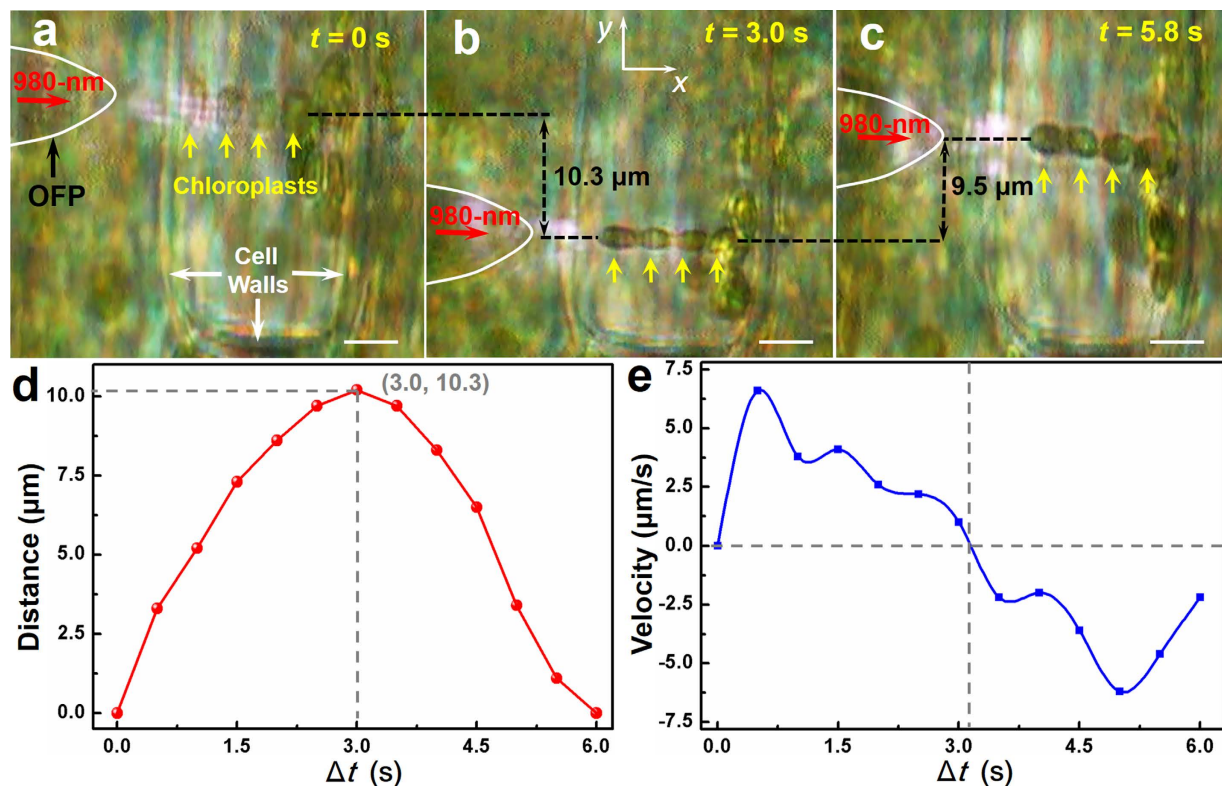 a
t = 0 s
980-nm
OFP
Chloroplasts
Cell
Walls
10.3 µm
b
y
x
t = 3.0 s
980-nm
c
t = 5.8 s
980-nm
9.5 µm
d
(3.0, 10.3)
Distance (µm)
10.0
7.5
5.0
2.5
0.0
0.0
1.5
3.0
4.5
6.0
Δt (s)
e
Velocity (µm/s)
7.5
5.0
2.5
0.0
-2.5
-5.0
-7.5
0.0
1.5
3.0
4.5
6.0
Δt (s)